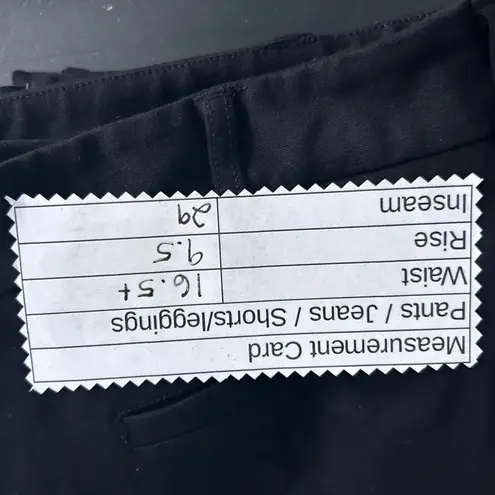 Measurement Card
Pants / Jeans / Shorts/leggings
Waist 16.5+
Rise 9.5
Inseam 29